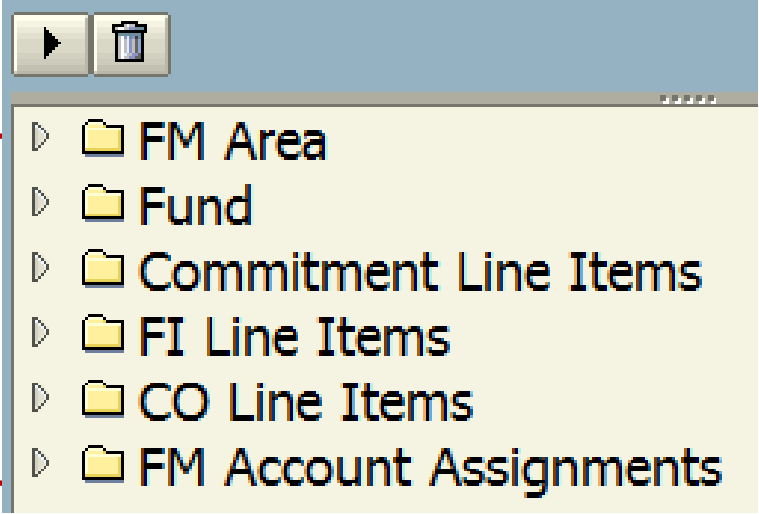 FM Area
Fund
Commitment Line Items
FI Line Items
CO Line Items
FM Account Assignments